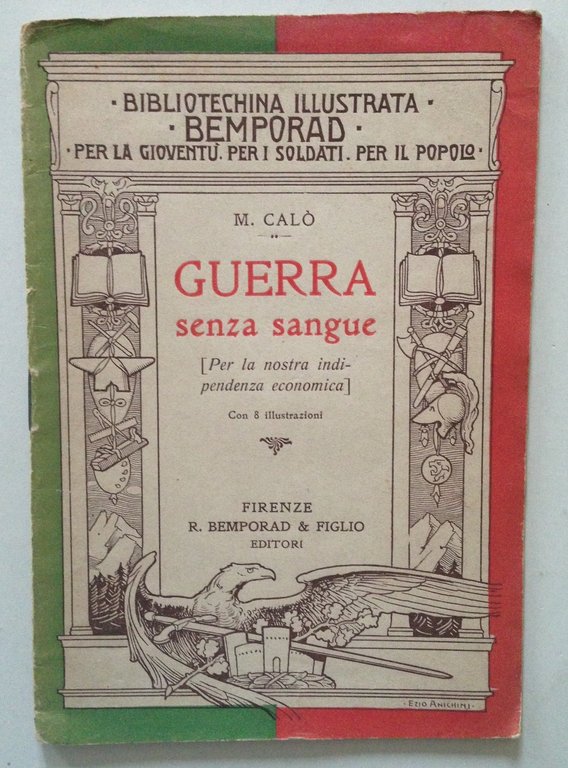 · BIBLIOTECHINA ILLUSTRATA ·
· BEMPORAD ·
· PER LA GIOVENTÙ. PER I SOLDATI. PER IL POPOLO ·
M. CALÒ
GUERRA
senza sangue
[Per la nostra indi-
pendenza economica]
Con 8 illustrazioni
FIRENZE
R. BEMPORAD & FIGLIO
EDITORI
· EZIO ANICHINI ·